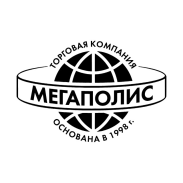 ТОРГОВАЯ КОМПАНИЯ
МЕГАПОЛИС
ОСНОВАНА В 1998 г.